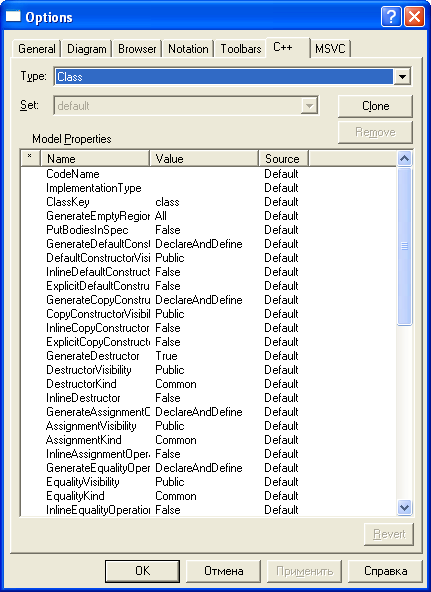 Options
General Diagram Browser Notation Toolbars C++ MSVC
Type: Class
Set: default
Clone
Remove
Model Properties
* Name Value Source
CodeName Default
ImplementationType Default
ClassKey class Default
GenerateEmptyRegion All Default
PutBodiesInSpec False Default
GenerateDefaultConst DeclareAndDefine Default
DefaultConstructorVisi Public Default
InlineDefaultConstruct False Default
ExplicitDefaultConstruc False Default
GenerateCopyConstru DeclareAndDefine Default
CopyConstructorVisibil Public Default
InlineCopyConstructor False Default
ExplicitCopyConstructo False Default
GenerateDestructor True Default
DestructorVisibility Public Default
DestructorKind Common Default
InlineDestructor False Default
GenerateAssignmentO DeclareAndDefine Default
AssignmentVisibility Public Default
AssignmentKind Common Default
InlineAssignmentOpera False Default
GenerateEqualityOper DeclareAndDefine Default
EqualityVisibility Public Default
EqualityKind Common Default
InlineEqualityOperation False Default
Revert
OK Отмена Применить Справка